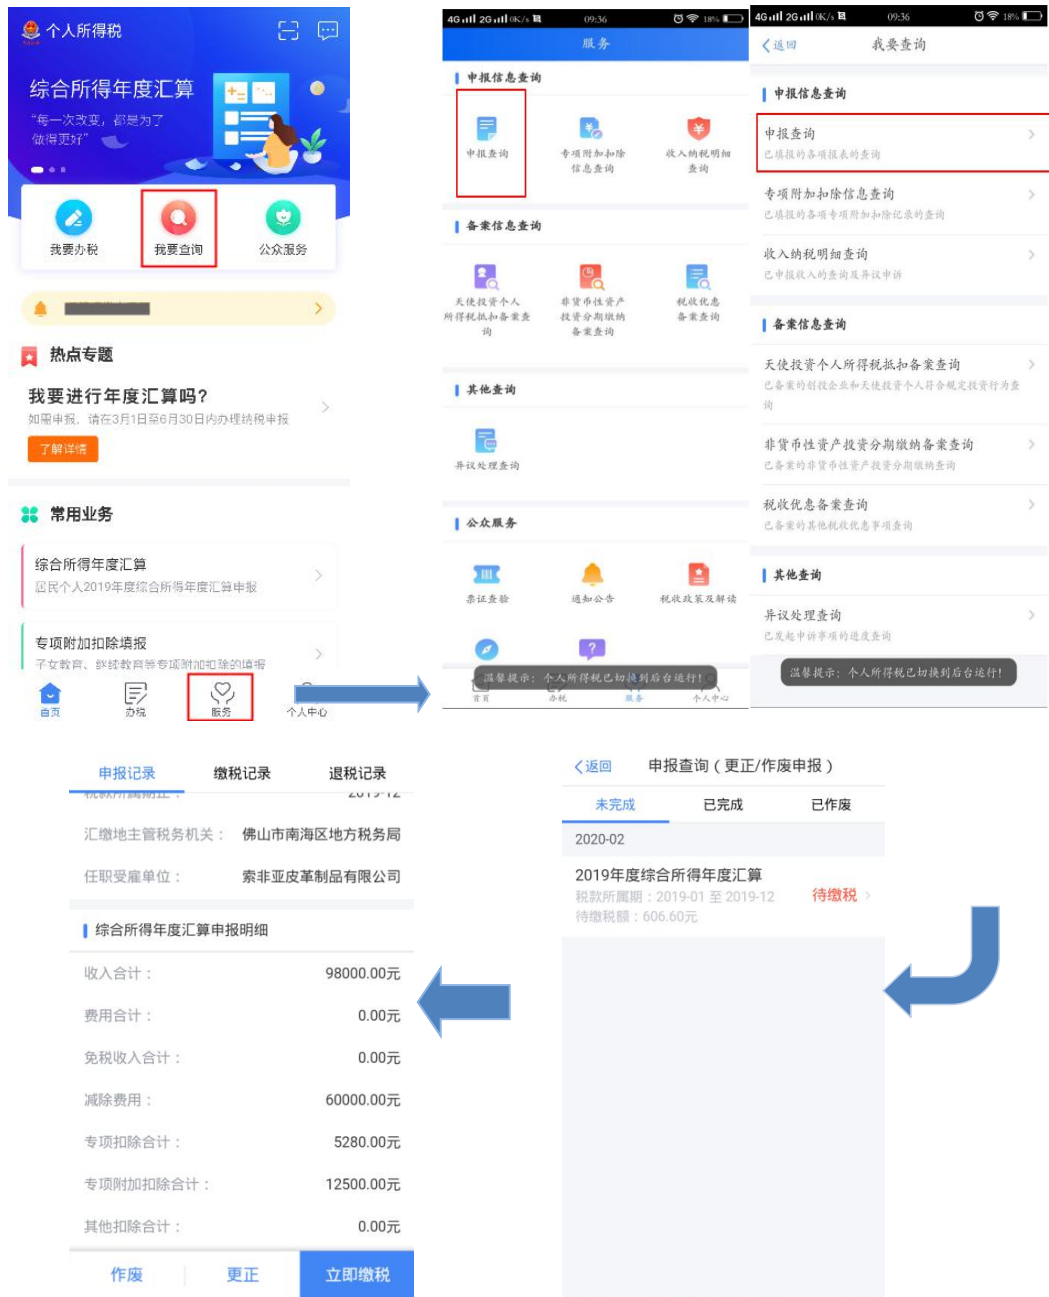 个人所得税
综合所得年度汇算
“每一次改变，都是为了
做得更好”
我要办税
我要查询
公众服务
热点专题
我要进行年度汇算吗？
如需申报，请在3月1日至6月30日内办理纳税申报
了解详情
常用业务
综合所得年度汇算
居民个人2019年度综合所得年度汇算申报
专项附加扣除填报
子女教育、继续教育等专项附加扣除的填报
首页
办税
服务
个人中心
4G 2G 0K/s 09:36 18%
服务
申报信息查询
申报查询
专项附加扣除
信息查询
收入纳税明细
查询
备案信息查询
天使投资个人
所得税抵扣备案查
询
非货币性资产
投资分期缴纳
备案查询
税收优惠
备案查询
其他查询
异议处理查询
公众服务
票证查验
通知公告
税收政策及解读
温馨提示：个人所得税已切换到后台运行！
首页
办税
服务
个人中心
4G 2G 0K/s 09:36 18%
返回
我要查询
申报信息查询
申报查询
已填报的各项报表的查询
专项附加扣除信息查询
已填报的各项专项附加扣除记录的查询
收入纳税明细查询
已申报收入的查询及异议申诉
备案信息查询
天使投资个人所得税抵扣备案查询
已备案的创投企业和天使投资个人符合规定投资行为查
询
非货币性资产投资分期缴纳备案查询
已备案的非货币性资产投资分期缴纳查询
税收优惠备案查询
已备案的其他税收优惠事项查询
其他查询
异议处理查询
已发起申诉事项的进度查询
温馨提示：个人所得税已切换到后台运行！
申报记录
缴税记录
退税记录
税款所属期止：
2019-12
汇缴地主管税务机关：
佛山市南海区地方税务局
任职受雇单位：
索非亚皮革制品有限公司
综合所得年度汇算申报明细
收入合计：
98000.00元
费用合计：
0.00元
免税收入合计：
0.00元
减除费用：
60000.00元
专项扣除合计：
5280.00元
专项附加扣除合计：
12500.00元
其他扣除合计：
0.00元
作废
更正
立即缴税
返回
申报查询（更正/作废申报）
未完成
已完成
已作废
2020-02
2019年度综合所得年度汇算
税款所属期：2019-01 至 2019-12
待缴税
待缴税额：606.60元